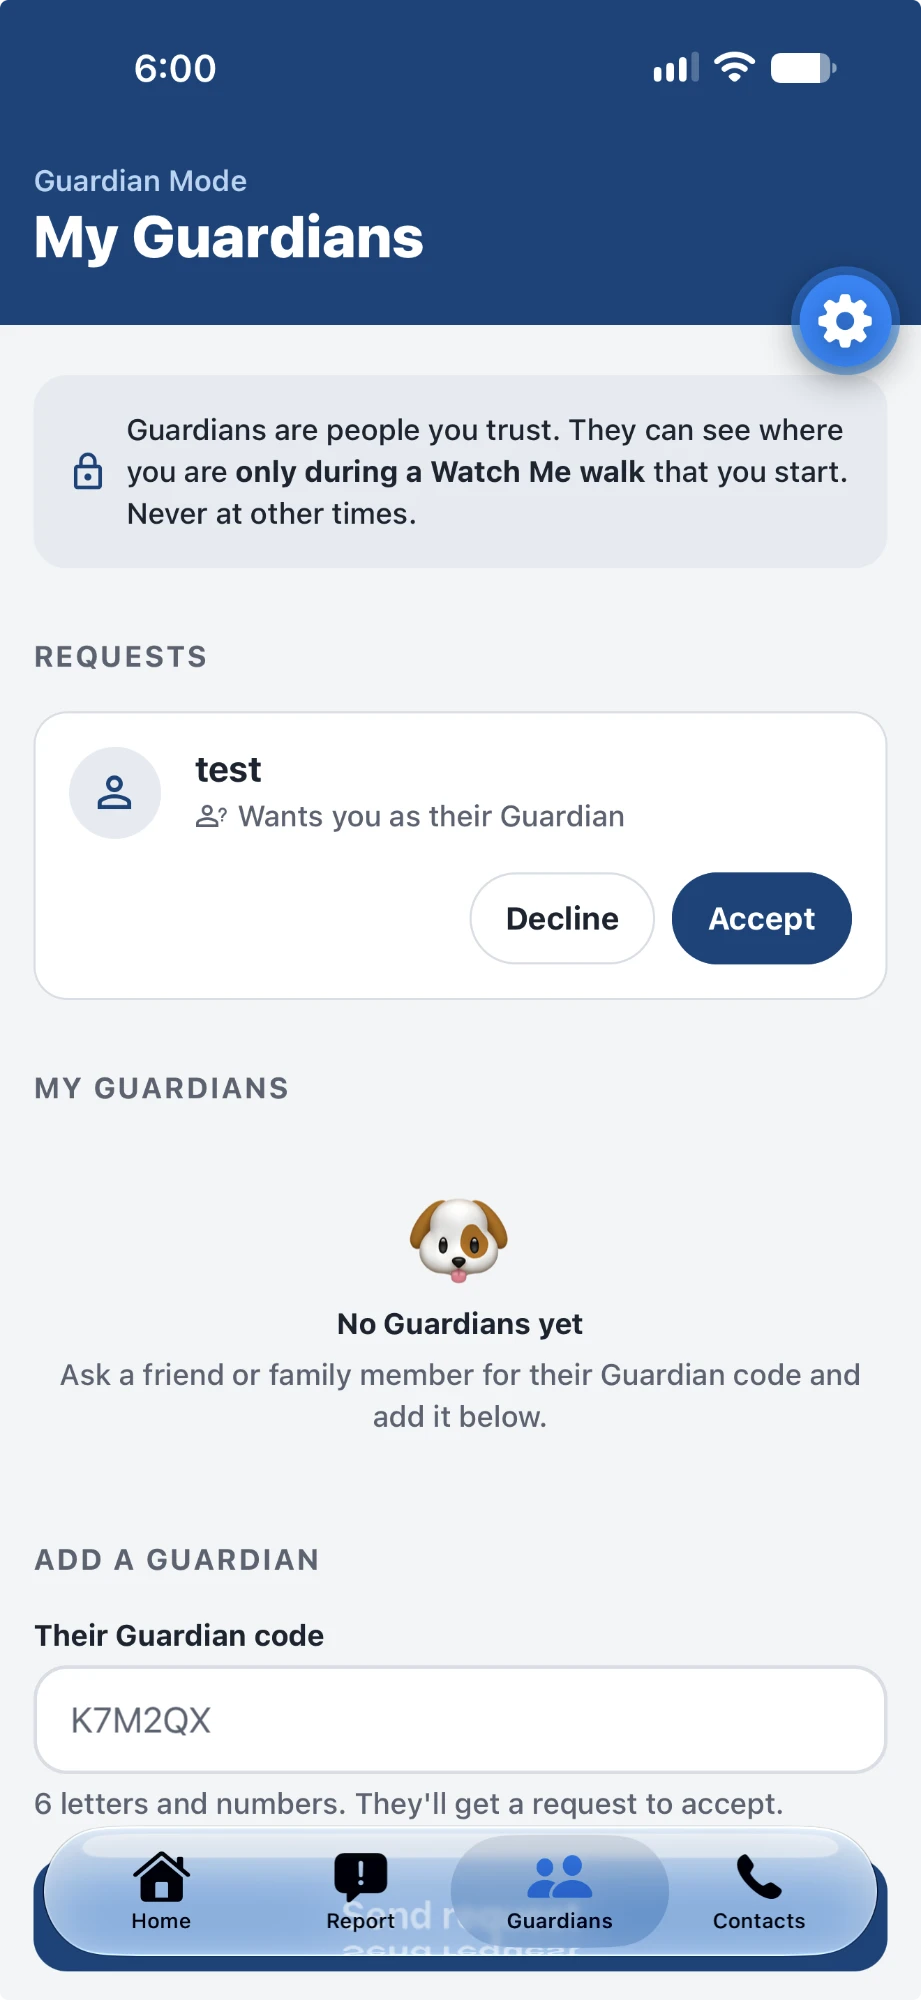 6:00
Guardian Mode
My Guardians
Guardians are people you trust. They can see where
you are only during a Watch Me walk that you start.
Never at other times.
REQUESTS
test
Wants you as their Guardian
Decline
Accept
MY GUARDIANS
No Guardians yet
Ask a friend or family member for their Guardian code and
add it below.
ADD A GUARDIAN
Their Guardian code
K7M2QX
6 letters and numbers. They'll get a request to accept.
Send request
Home
Report
Guardians
Contacts